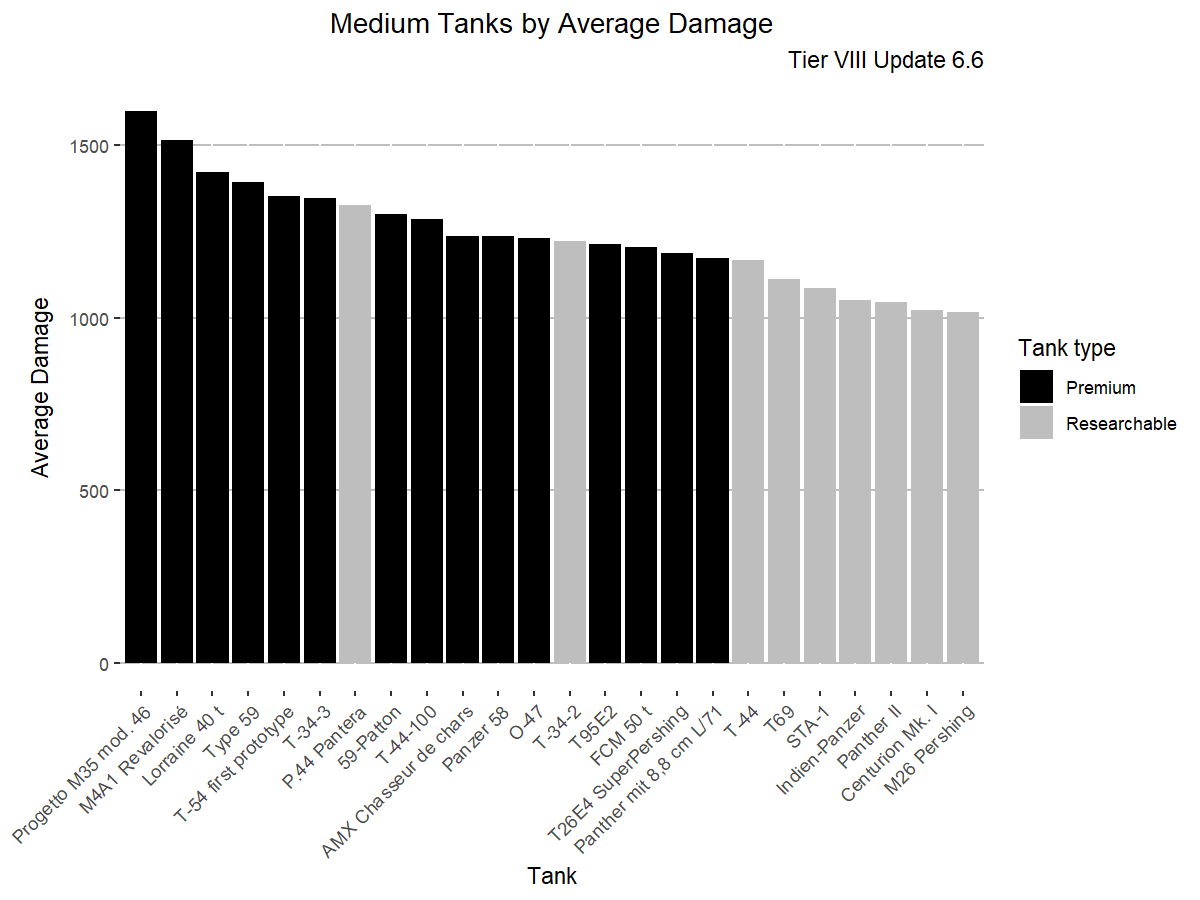 Medium Tanks by Average Damage
Tier VIII Update 6.6
Average Damage
1500
1000
500
0
Progetto M35 mod. 46
M4A1 Revalorisé
Lorraine 40 t
Type 59
T-54 first prototype
T-34-3
P.44 Pantera
59-Patton
T-44-100
AMX Chasseur de chars
Panzer 58
O-47
T-34-2
T95E2
FCM 50 t
T26E4 SuperPershing
Panther mit 8,8 cm L/71
T-44
T69
STA-1
Indien-Panzer
Panther II
Centurion Mk. I
M26 Pershing
Tank
Tank type
Premium
Researchable